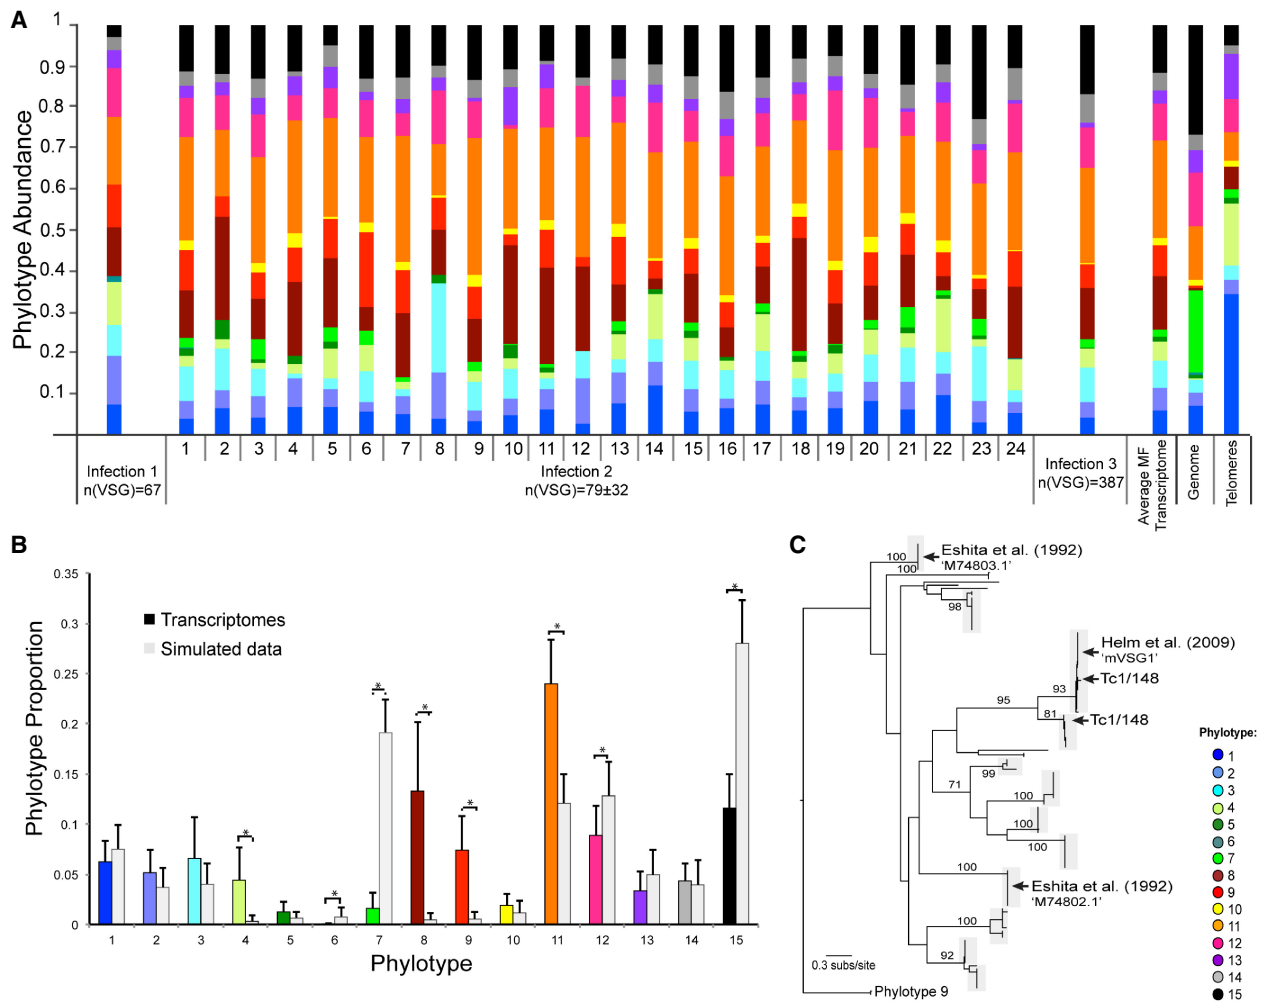 A
Phylotype Abundance
1
0.9
0.8
0.7
0.6
0.5
0.4
0.3
0.2
0.1
1 2 3 4 5 6 7 8 9 10 11 12 13 14 15 16 17 18 19 20 21 22 23 24
Infection 1
n(VSG)=67
Infection 2
n(VSG)=79±32
Infection 3
n(VSG)=387
Average MF
Transcriptome
Genome
Telomeres
B
Phylotype Proportion
0.35
0.3
0.25
0.2
0.15
0.1
0.05
0
Transcriptomes
Simulated data
* * * * * * * * *
1 2 3 4 5 6 7 8 9 10 11 12 13 14 15
Phylotype
C
100
Eshita et al. (1992)
'M74803.1'
100
98
Helm et al. (2009)
'mVSG1'
Tc1/148
93
95
81
Tc1/148
99
71
100
100
100
100
Eshita et al. (1992)
'M74802.1'
100
92
0.3 subs/site
Phylotype 9
Phylotype:
1
2
3
4
5
6
7
8
9
10
11
12
13
14
15